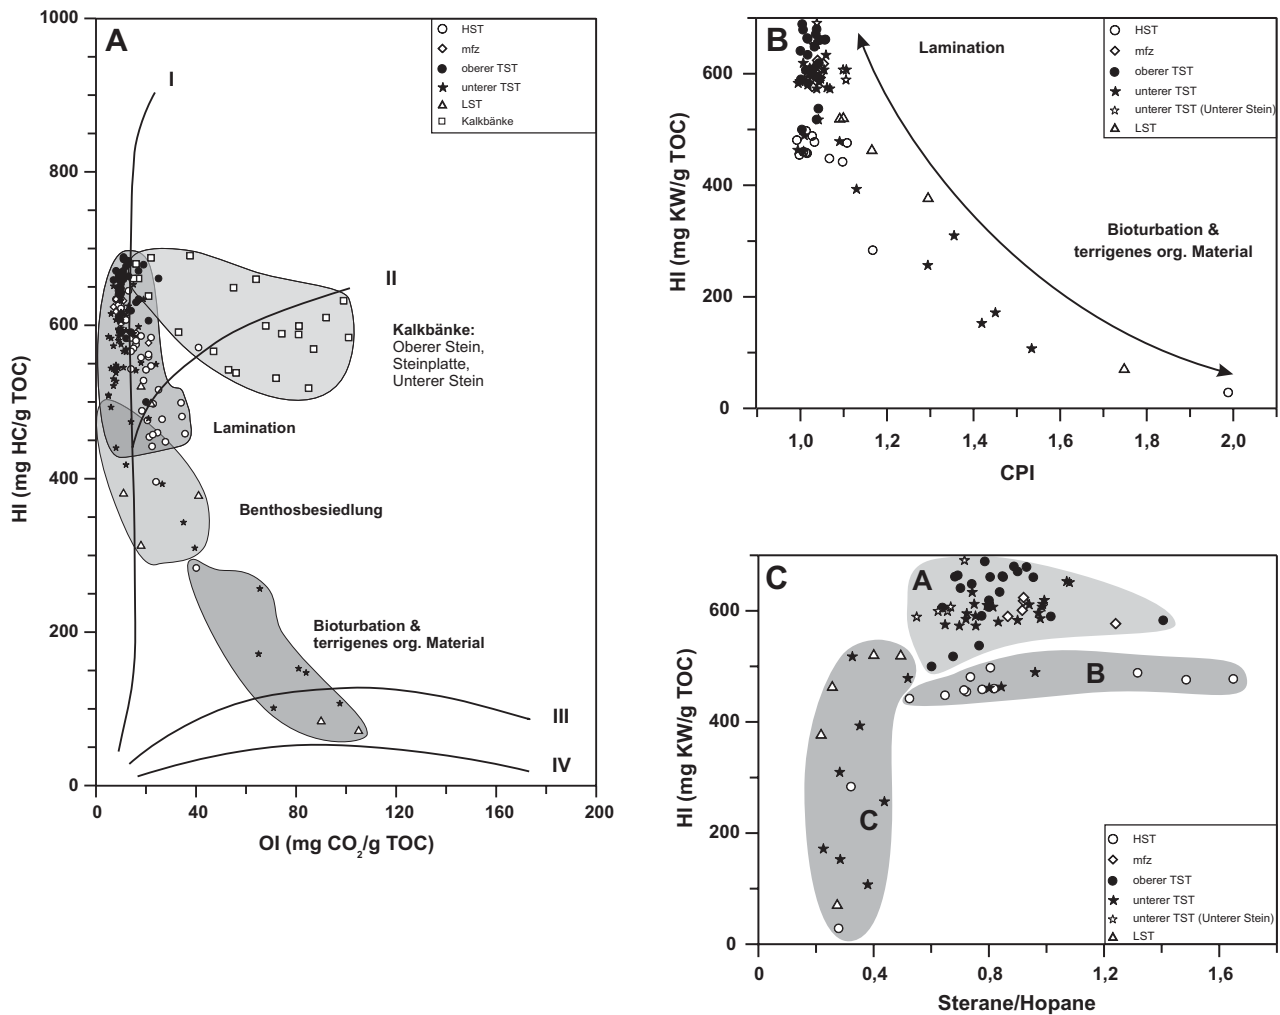 A
HST
mfz
oberer TST
unterer TST
LST
Kalkbänke
1000
800
600
400
200
0
HI (mg HC/g TOC)
I
II
III
IV
Kalkbänke:
Oberer Stein,
Steinplatte,
Unterer Stein
Lamination
Benthosbesiedlung
Bioturbation &
terrigenes org. Material
0 40 80 120 160 200
OI (mg CO2/g TOC)
B
HST
mfz
oberer TST
unterer TST
unterer TST (Unterer Stein)
LST
Lamination
Bioturbation &
terrigenes org. Material
600
400
200
0
HI (mg KW/g TOC)
1,0 1,2 1,4 1,6 1,8 2,0
CPI
C
A
B
C
HST
mfz
oberer TST
unterer TST
unterer TST (Unterer Stein)
LST
600
400
200
0
HI (mg KW/g TOC)
0 0,4 0,8 1,2 1,6
Sterane/Hopane